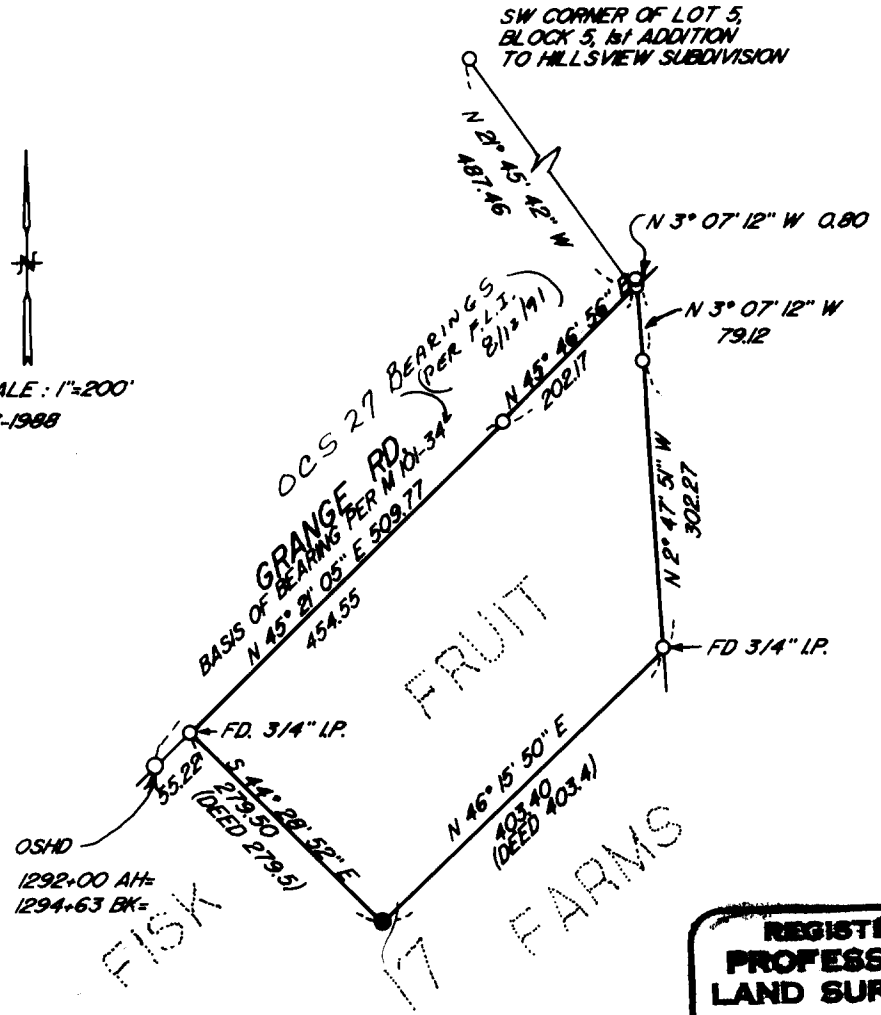 SW CORNER OF LOT 5,
BLOCK 5, 1st ADDITION
TO HILLSVIEW SUBDIVISION
N 21° 45' 42" W
487.46
N 3° 07' 12" W 0.80
N 3° 07' 12" W
79.12
ALE : 1"=200'
-1988
OCS 27 BEARINGS
(PER F.L.I.
8/12/91)
N 45° 46' 56" E
202.17
GRANGE RD.
BASIS OF BEARING PER M 101-34
N 45° 21' 05" E 509.77
454.55
N 2° 47' 51" W
302.27
FRUIT
FD 3/4" I.P.
FD. 3/4" I.P.
55.22'
S 44° 28' 52" E
279.50
(DEED 279.5)
N 46° 15' 50" E
403.40
(DEED 403.4)
OSHD
1292+00 AH=
1294+63 BK=
FISK
17
FARMS
REGISTE
PROFESS
LAND SUR